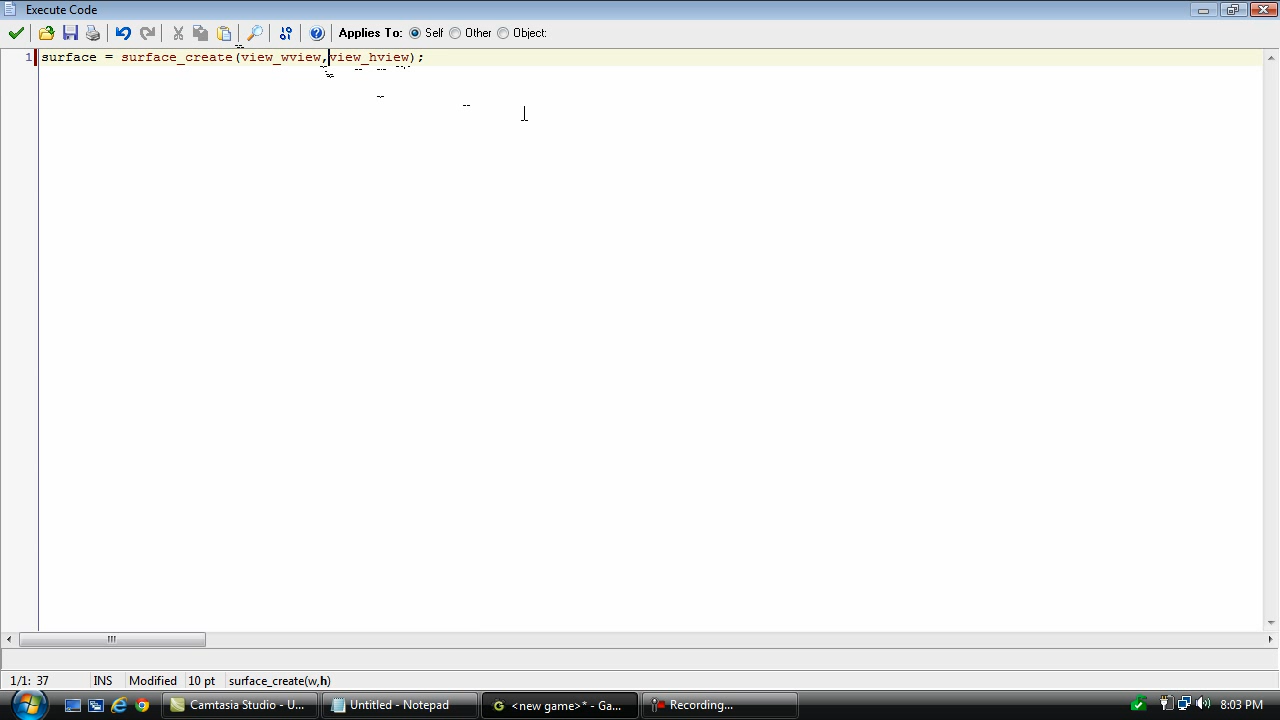 Execute Code
Applies To: Self Other Object:
1 surface = surface_create(view_wview,view_hview);
1/1: 37 INS Modified 10 pt surface_create(w,h)
Camtasia Studio - U... Untitled - Notepad <new game>* - Ga... Recording... 8:03 PM